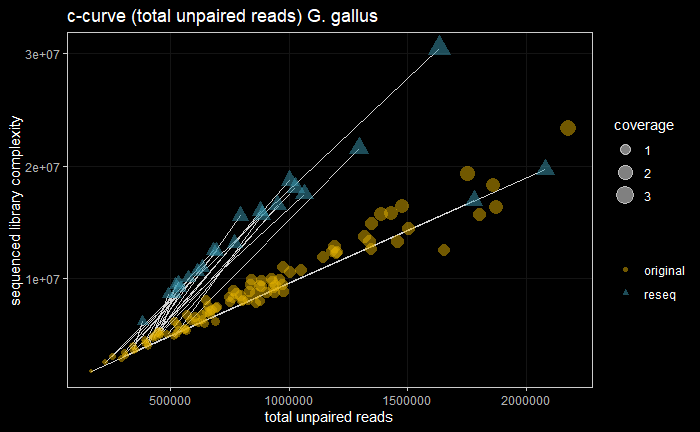 c-curve (total unpaired reads) G. gallus
sequenced library complexity
3e+07
2e+07
1e+07
500000 1000000 1500000 2000000
total unpaired reads
coverage
1
2
3
original
reseq